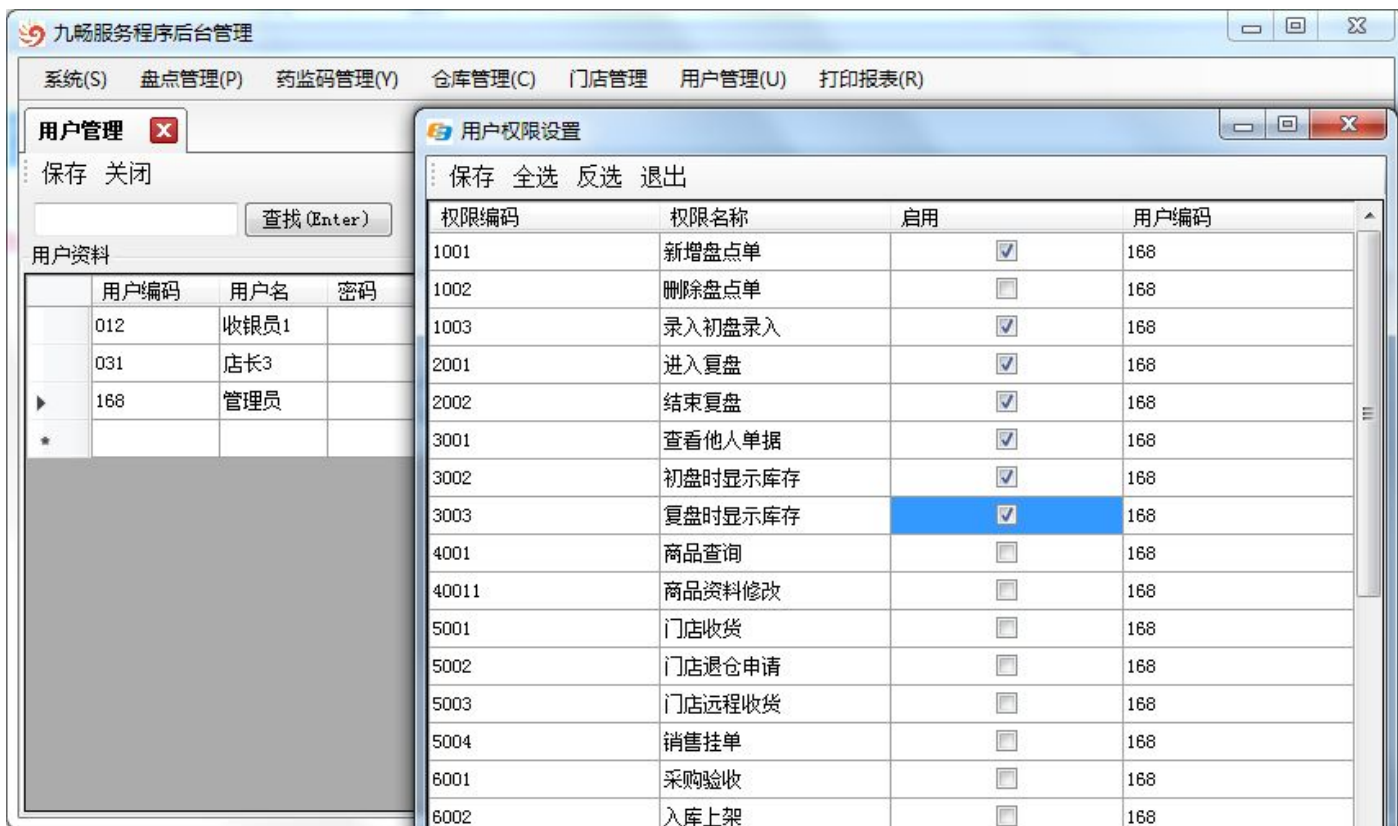 九畅服务程序后台管理
系统(S) 盘点管理(P) 药监码管理(Y) 仓库管理(C) 门店管理 用户管理(U) 打印报表(R)
用户管理
保存 关闭
查找(Enter)
用户资料
用户编码 用户名 密码
012 收银员1
031 店长3
168 管理员
用户权限设置
保存 全选 反选 退出
权限编码 权限名称 启用 用户编码
1001 新增盘点单 168
1002 删除盘点单 168
1003 录入初盘录入 168
2001 进入复盘 168
2002 结束复盘 168
3001 查看他人单据 168
3002 初盘时显示库存 168
3003 复盘时显示库存 168
4001 商品查询 168
40011 商品资料修改 168
5001 门店收货 168
5002 门店退仓申请 168
5003 门店远程收货 168
5004 销售挂单 168
6001 采购验收 168
6002 入库上架 168